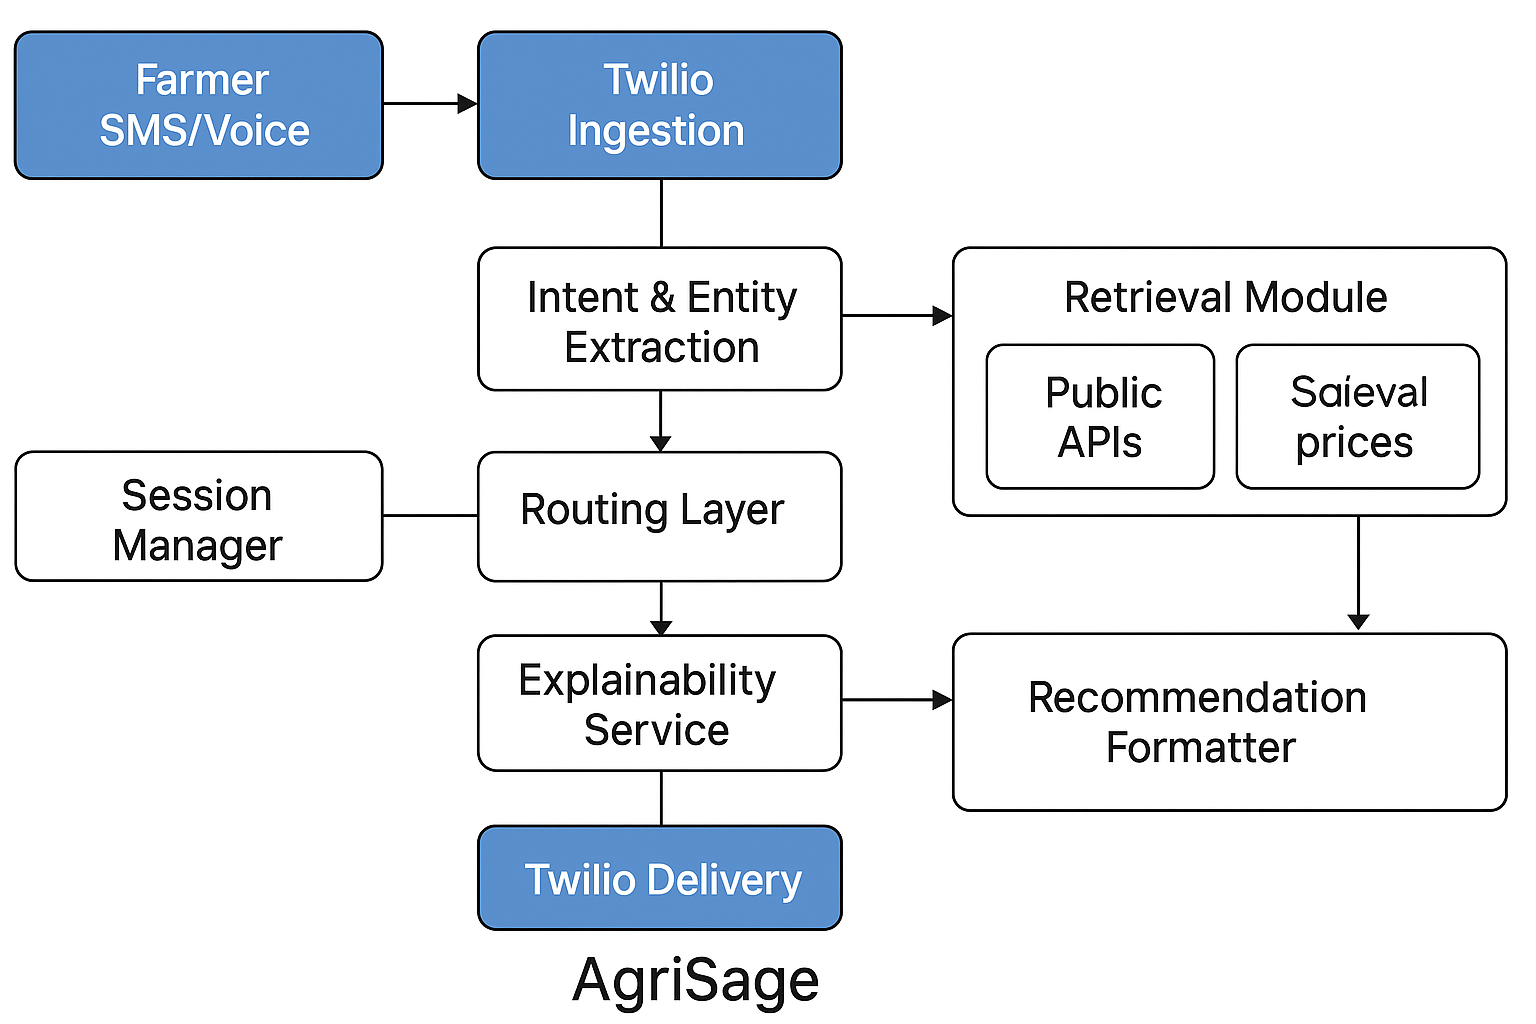 Farmer
SMS/Voice
Twilio
Ingestion
Intent & Entity
Extraction
Retrieval Module
Public
APIs
Saíeval
prices
Session
Manager
Routing Layer
Explainability
Service
Recommendation
Formatter
Twilio Delivery
AgriSage